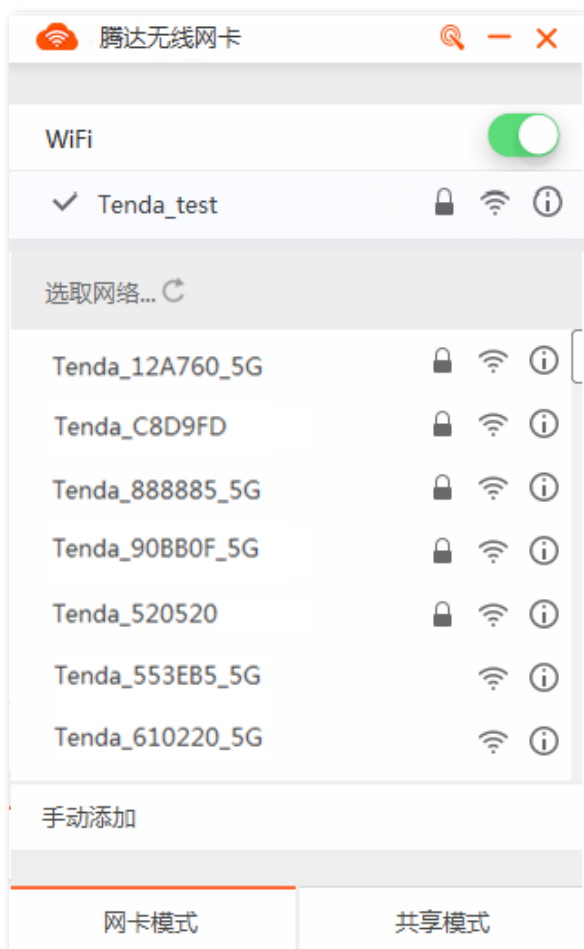 腾达无线网卡
WiFi
Tenda_test
选取网络...
Tenda_12A760_5G
Tenda_C8D9FD
Tenda_888885_5G
Tenda_90BB0F_5G
Tenda_520520
Tenda_553EB5_5G
Tenda_610220_5G
手动添加
网卡模式 共享模式